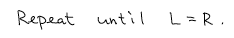 Repeat until L = R .